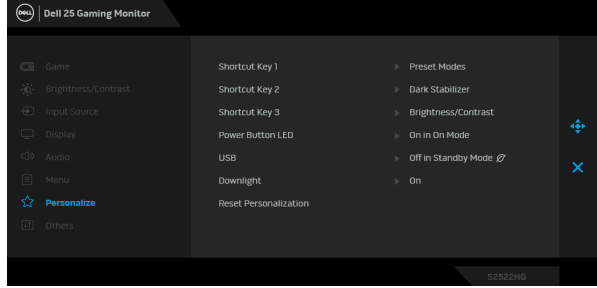 DELL Dell 25 Gaming Monitor
Game
Brightness/Contrast
Input Source
Display
Audio
Menu
Personalize
Others
Shortcut Key 1 Preset Modes
Shortcut Key 2 Dark Stabilizer
Shortcut Key 3 Brightness/Contrast
Power Button LED On in On Mode
USB Off in Standby Mode
Downlight On
Reset Personalization
S2522HG